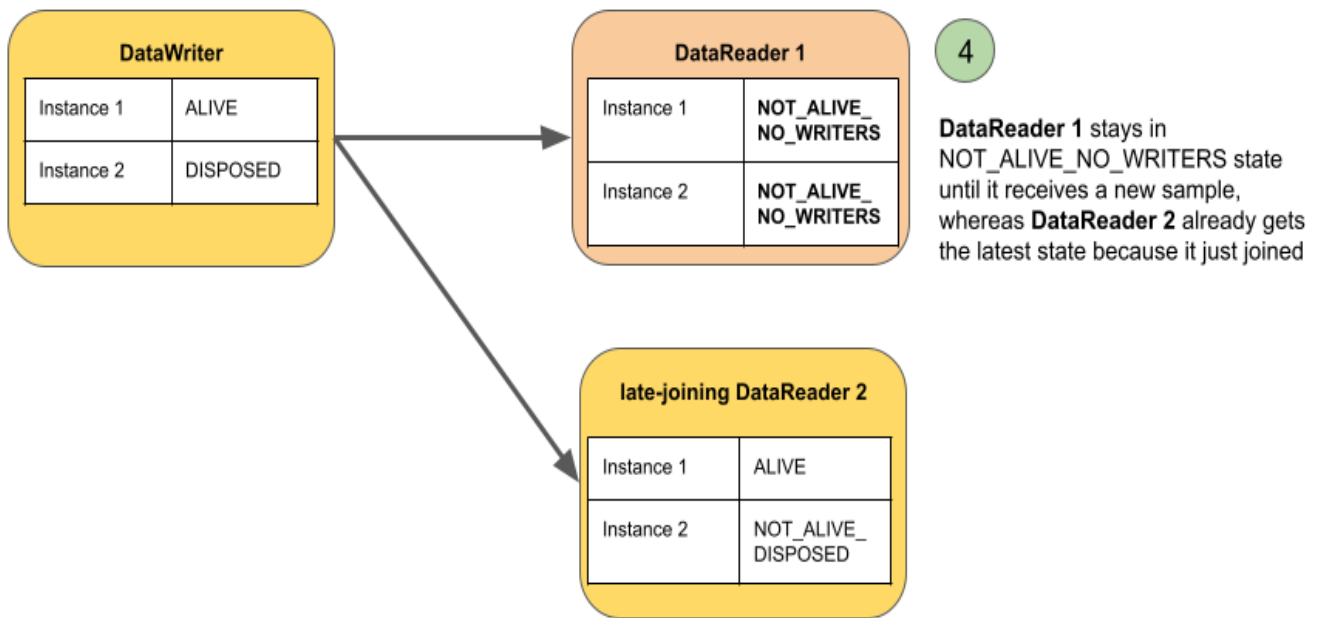 DataWriter
Instance 1
ALIVE
Instance 2
DISPOSED
DataReader 1
Instance 1
NOT_ALIVE_
NO_WRITERS
Instance 2
NOT_ALIVE_
NO_WRITERS
4
DataReader 1 stays in
NOT_ALIVE_NO_WRITERS state
until it receives a new sample,
whereas DataReader 2 already gets
the latest state because it just joined
late-joining DataReader 2
Instance 1
ALIVE
Instance 2
NOT_ALIVE_
DISPOSED